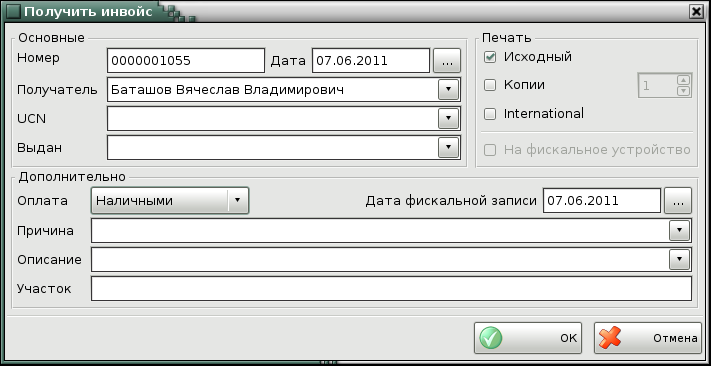 Получить инвойс
Основные
Номер 0000001055 Дата 07.06.2011 ...
Получатель Баташов Вячеслав Владимирович
UCN
Выдан
Печать
Исходный
Копии 1
International
На фискальное устройство
Дополнительно
Оплата Наличными Дата фискальной записи 07.06.2011 ...
Причина
Описание
Участок
OK Отмена